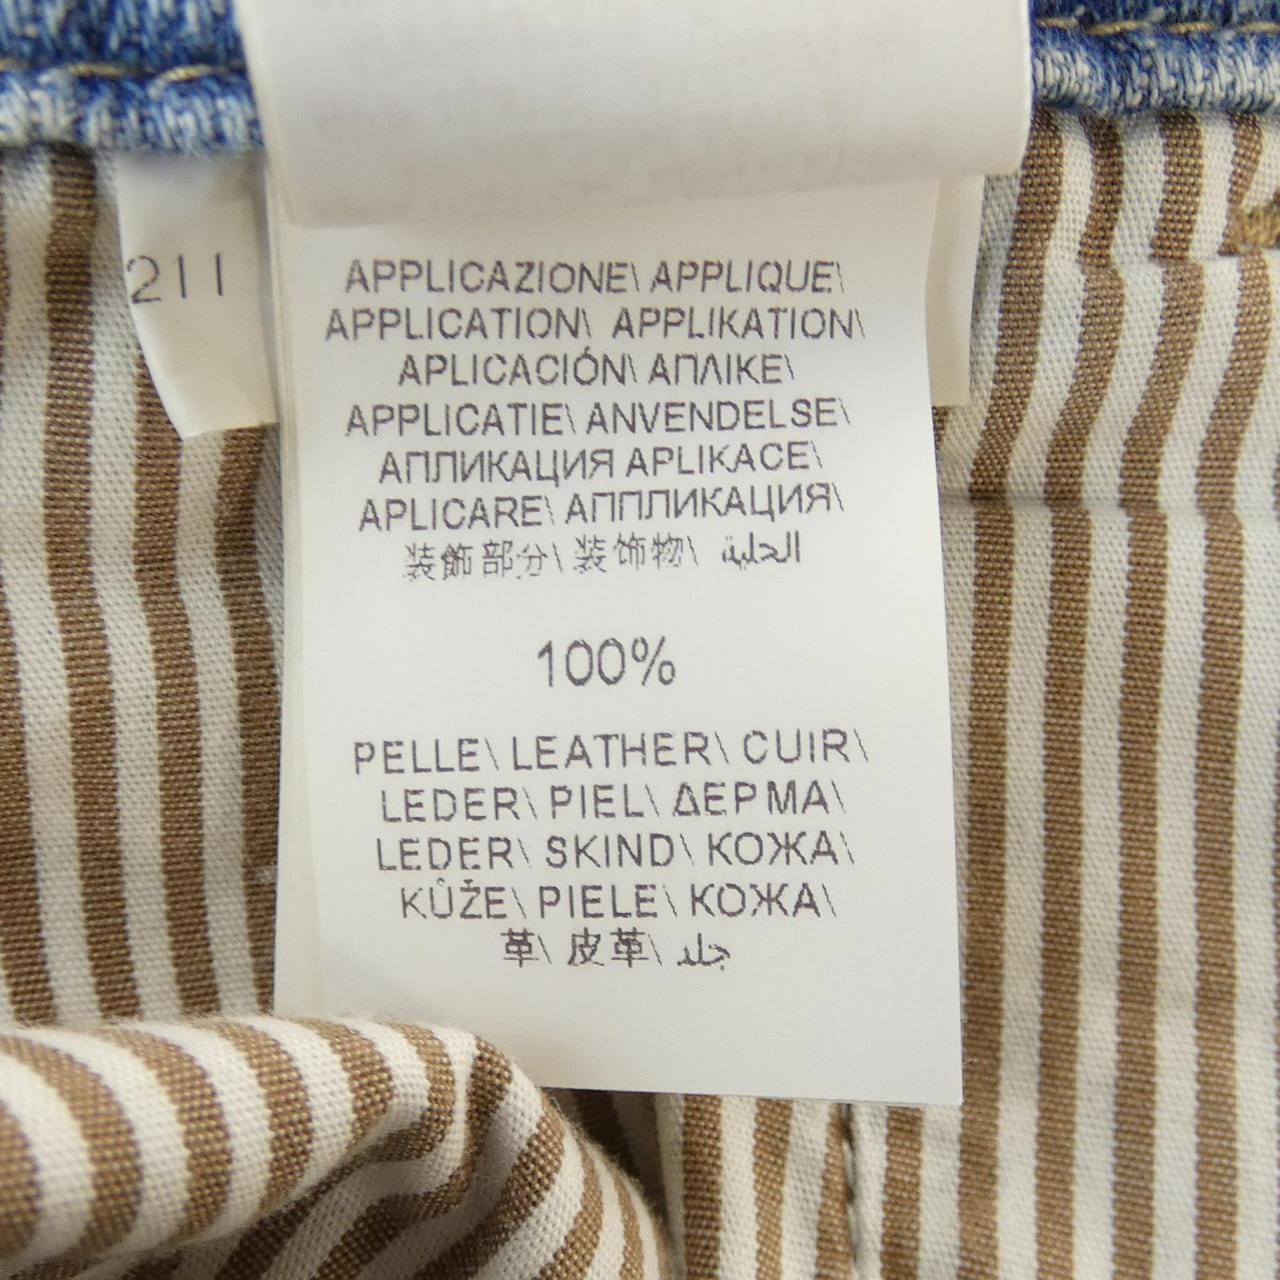 211
APPLICAZIONE\ APPLIQUE\
APPLICATION\ APPLIKATION\
APLICACIÓN\ ΑΠΛΙΚΕ\
APPLICATIE\ ANVENDELSE\
АППЛИКАЦИЯ APLIKACE\
APLICARE\ АППЛИКАЦИЯ\
装飾部分\ 装饰物\ الحلية
100%
PELLE\ LEATHER\ CUIR\
LEDER\ PIEL\ ΔΕΡΜΑ\
LEDER\ SKIND\ КОЖА\
KŮŽE\ PIELE\ КОЖА\
革\ 皮革\ جلد